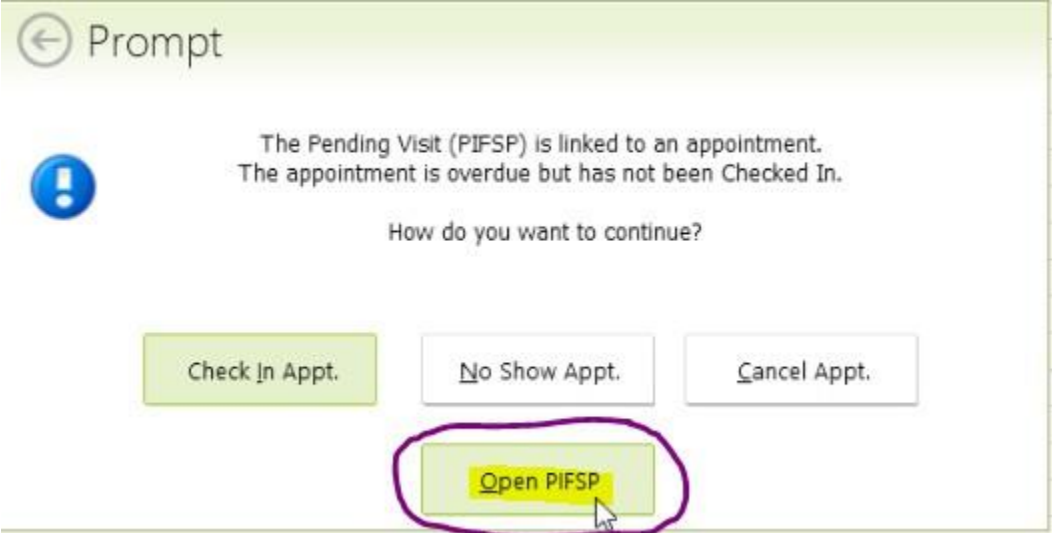 Prompt
The Pending Visit (PIFSP) is linked to an appointment.
The appointment is overdue but has not been Checked In.
How do you want to continue?
Check In Appt.
No Show Appt.
Cancel Appt.
Open PIFSP